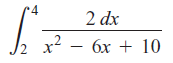 ∫₂⁴ 2 dx / (x² − 6x + 10)